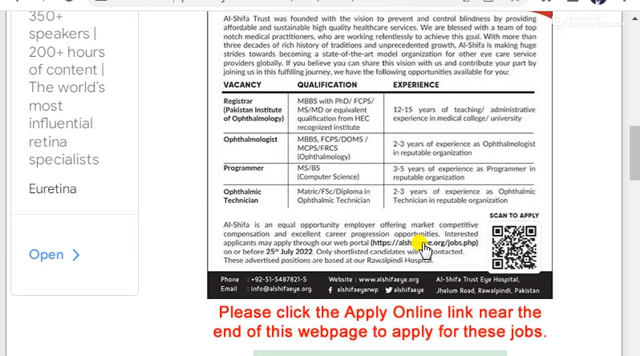 350+
speakers |
200+ hours
of content |
The world's
most
influential
retina
specialists
Euretina
Open
Al-Shifa Trust was founded with the vision to prevent and control blindness by providing
affordable and sustainable high quality healthcare services. We are blessed with a team of top
notch medical practitioners, who are working relentlessly to achieve this goal. With more than
three decades of rich history of traditions and unprecedented growth, Al-Shifa is making huge
strides towards becoming a state-of-the-art model organization for other eye care service
providers globally. If you believe you can share this vision with us and contribute your part by
joining us in this fulfilling journey, we have the following opportunities available for you:
VACANCY QUALIFICATION EXPERIENCE
Registrar
(Pakistan Institute
of Ophthalmology)
MBBS with PhD/ FCPS/
MS/MD or equivalent
qualification from HEC
recognized institute
12-15 years of teaching/ administrative
experience in medical college/ university
Ophthalmologist
MBBS, FCPS/DOMS /
MCPS/FRCS
(Ophthalmology)
2-3 years of experience as Ophthalmologist
in reputable organization
Programmer
MS/BS
(Computer Science)
3-5 years of experience as Programmer in
reputable organization
Ophthalmic
Technician
Matric/FSc/Diploma in
Ophthalmic Technician
2-3 years of experience as Ophthalmic
Technician in reputable organization
Al-Shifa is an equal opportunity employer offering market competitive
compensation and excellent career progression opportunities. Interested
applicants may apply through our web portal (https://alshifaeye.org/jobs.php)
on or before 25th July 2022. Only shortlisted candidates will contacted.
These advertised positions are based at our Rawalpindi Hospital.
SCAN TO APPLY
Phone : +92-51-5487821-5
Email : info@alshifaeye.org
Website : www.alshifaeye.org
alshifaeyerwp alshifaeye_org
Al-Shifa Trust Eye Hospital,
Jhelum Road, Rawalpindi, Pakistan
Please click the Apply Online link near the
end of this webpage to apply for these jobs.